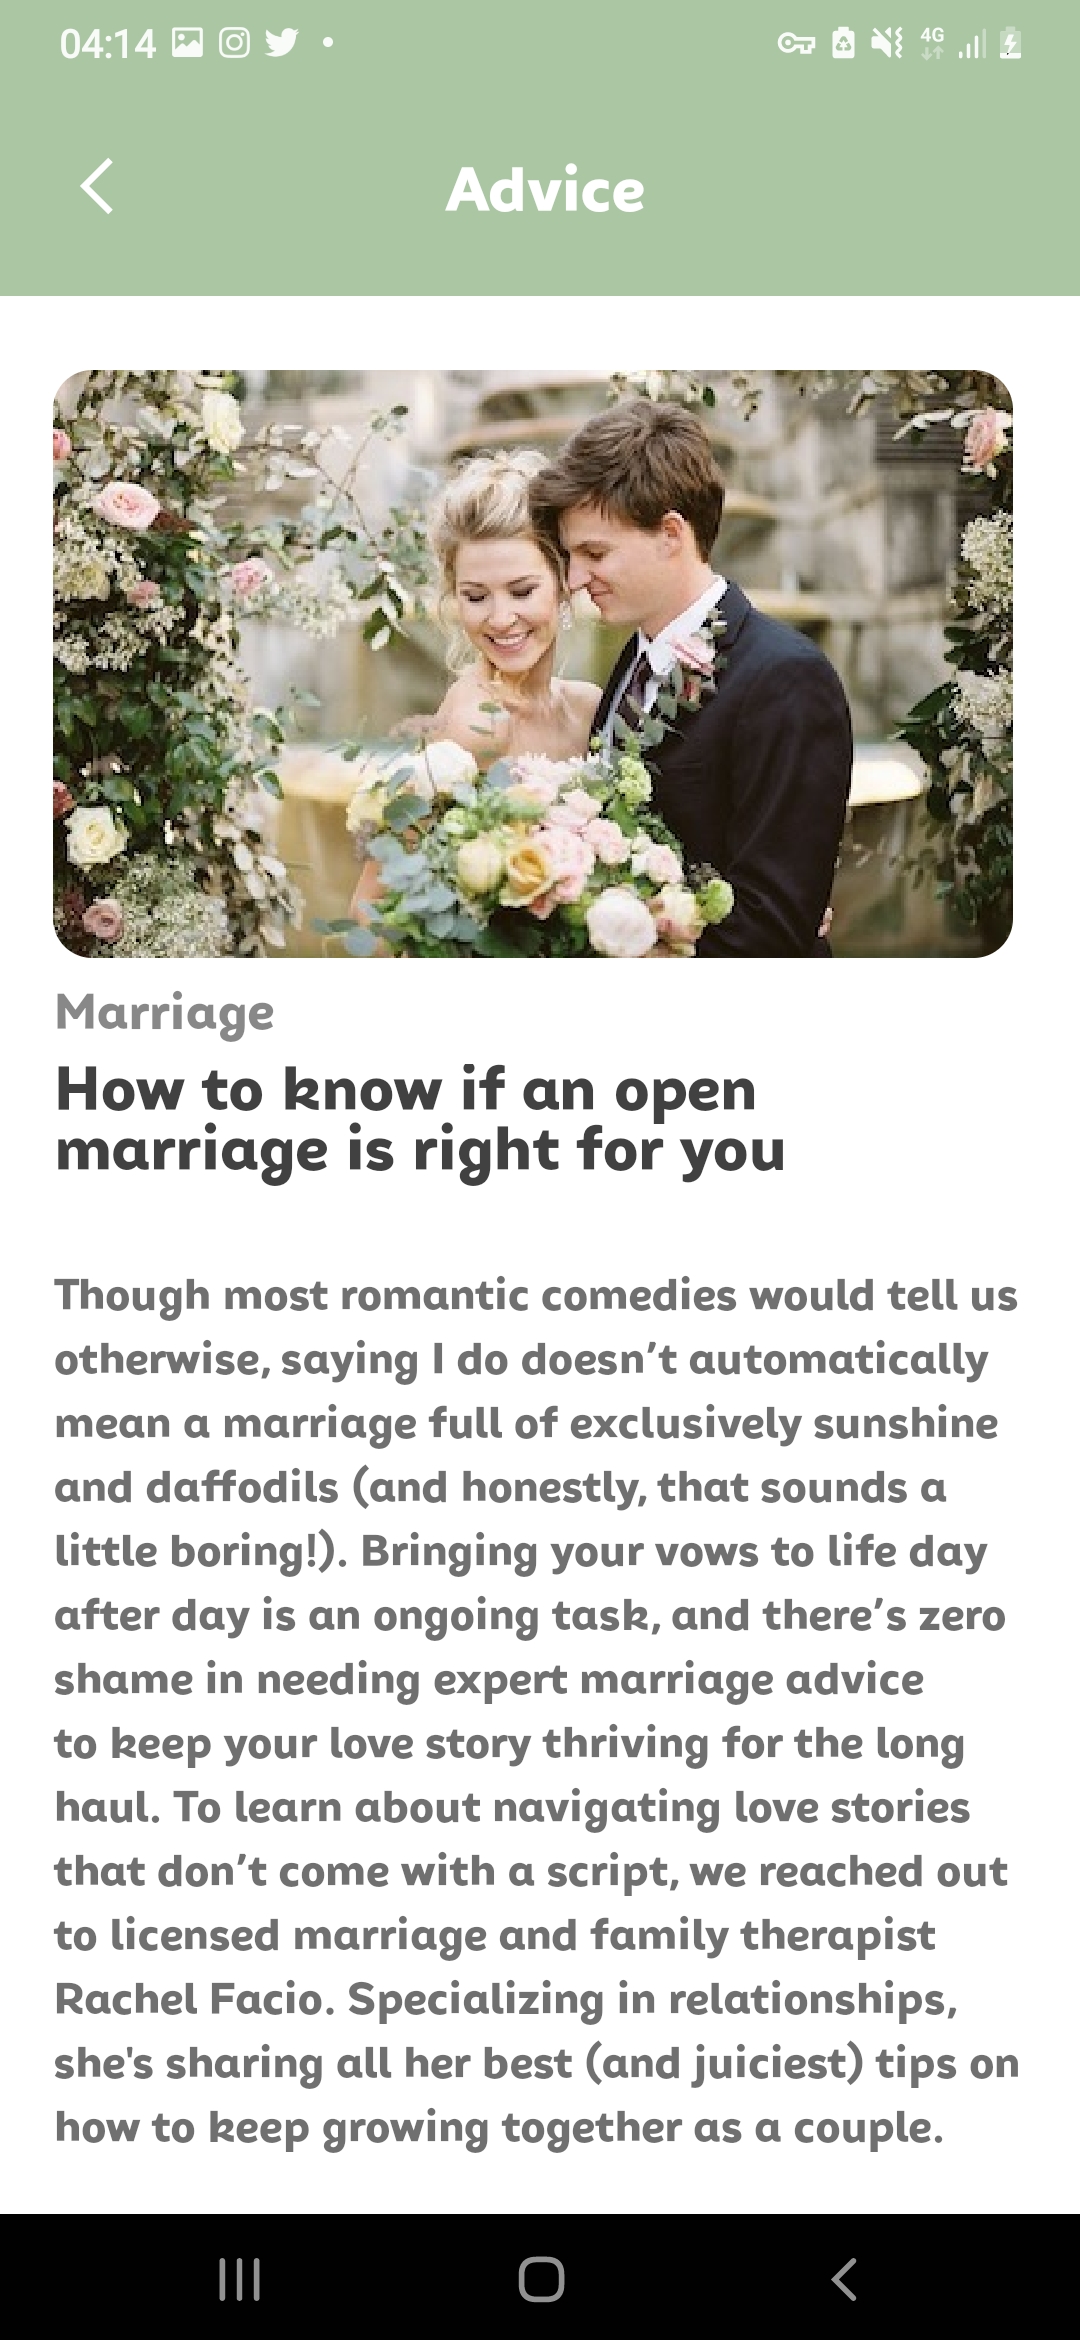 04:14
4G
Advice
Marriage
How to know if an open
marriage is right for you
Though most romantic comedies would tell us
otherwise, saying I do doesn’t automatically
mean a marriage full of exclusively sunshine
and daffodils (and honestly, that sounds a
little boring!). Bringing your vows to life day
after day is an ongoing task, and there’s zero
shame in needing expert marriage advice
to keep your love story thriving for the long
haul. To learn about navigating love stories
that don’t come with a script, we reached out
to licensed marriage and family therapist
Rachel Facio. Specializing in relationships,
she's sharing all her best (and juiciest) tips on
how to keep growing together as a couple.